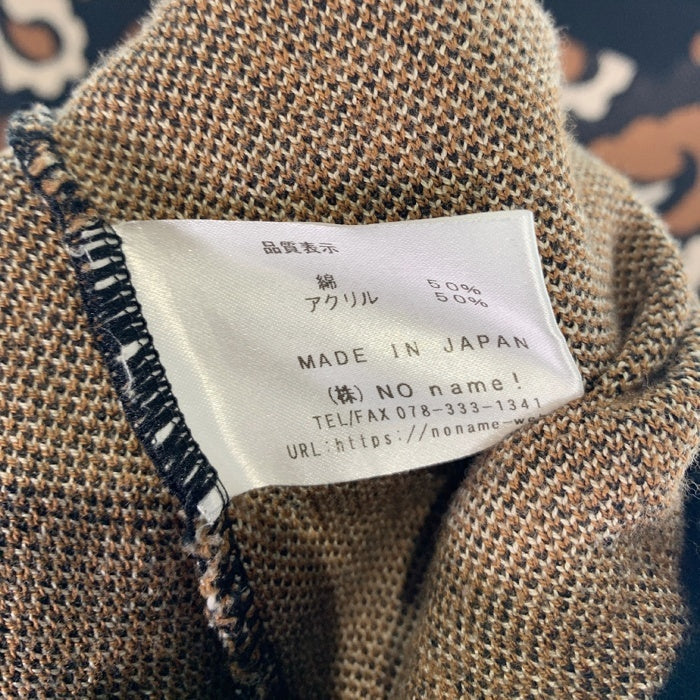 品質表示
綿 50%
アクリル 50%
MADE IN JAPAN
(株) NO name!
TEL/FAX 078-333-1341
URL:https://noname-we